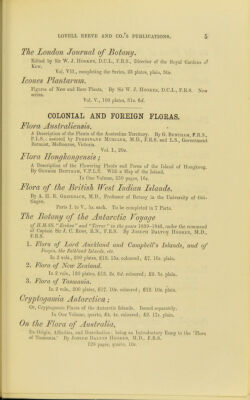 LOVELL REEVE AND CO.'S PUBLICATIONS. 5
The London Journal of Botany.
Edited by Sir W. J. Hooker, D.C.L., F.R.S., Director of the Royal Gardens of
Kew.
Vol. VII., completing the Series, 23 plates, plain, 30s.
Icones Plantarum.
Figures of New and Rare Plants. By Sir W. J. Hooker, D.C.L., F.R.S. New
series.
Vol. V., 100 plates, 31s. 6d.
COLONIAL AND FOREIGN FLORAS.
Flora Australiensis.
A Description of the Plants of the Australian Territory. By G. Bentham, F.R.S.,
P.L.S.; assisted by Ferdinand Mueller, M.D., F.R.S. and L.S., Government
Botanist, Melbourne, Victoria.
Vol. I., 20s.
Flora Hongkongensis;
A Description of the Flowering Plants and Ferns of the Island of Hongkong.
By George Bentham, V.P.L.S. With a Map of the Island.
In One Volume, 550 pages, 16s.
Flora of the British West Indian Islands.
By A. H. R. Grisebach, M.D., Professor of Botany in the University of Göt-
tingen.
Parts I. to V., 5s. each. To be completed in 7 Parts.
The Botany of the Antarctic Voyage
of H.M.SS. "Erebus" and "Terror" in the years 1839–1843, under the command
of Captain Sir J. C. Ross, R.N., F.R.S. By Joseph Dalton Hooker, M.D.,
F.R.S.
1. Flora of Lord Auckland and Campbell's Islands, and of
Fuegia, the Falkland Islands, etc.
In 2 vols., 200 plates, £10. 15s. coloured; £7. 10s. plain.
2. Flora of New Zealand.
In 2 vols., 130 plates, £13. 2s. 6d. coloured; £9. 5s. plain.
3. Flora of Tasmania.
In 2 vols., 200 plates, £17. 10s. coloured; £12. 10s. plain.
Cryptogamia Antarctica;
Or, Cryptogamic Plants of the Antarctic Islands. Issued separately.
In One Volume, quarto, £4. 4s. coloured; £2. 17s. plain.
On the Flora of Australia,
Its Origin, Affinities, and Distribution; being an Introductory Essay to the 'Flora
of Tasmania.' By Joseph Dalton Hooker, M.D., F.R.S.
128 pages, quarto, 10s.